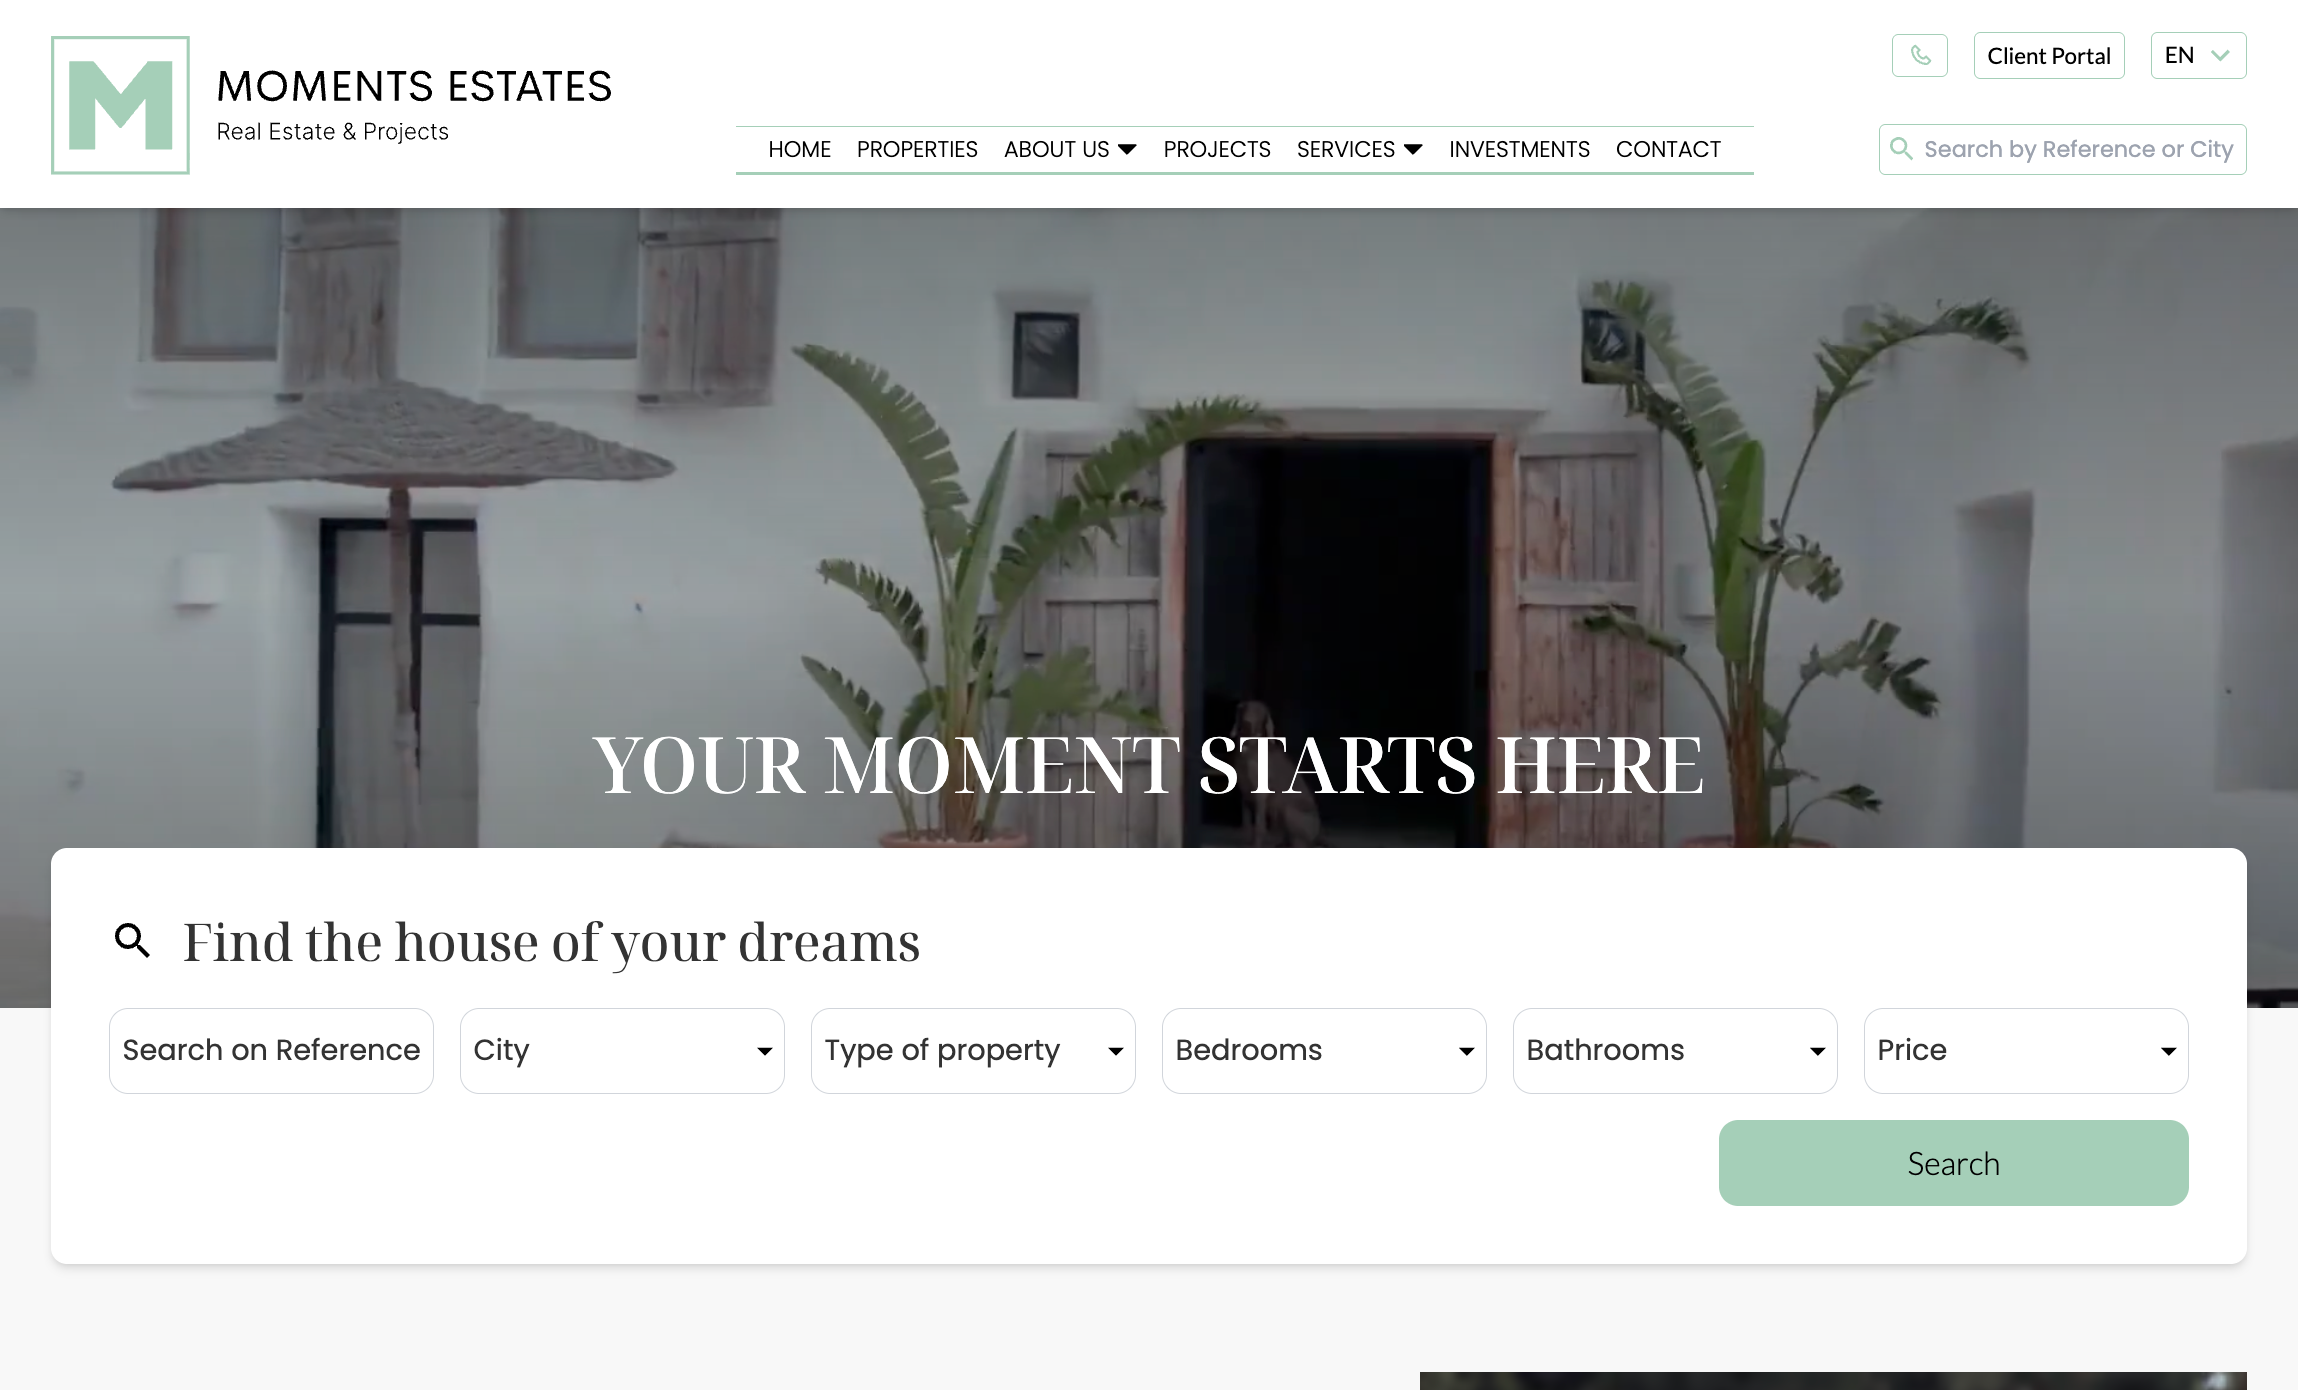 M
MOMENTS ESTATES
Real Estate & Projects
Client Portal
EN
HOME PROPERTIES ABOUT US PROJECTS SERVICES INVESTMENTS CONTACT
Search by Reference or City
YOUR MOMENT STARTS HERE
Find the house of your dreams
Search on Reference
City
Type of property
Bedrooms
Bathrooms
Price
Search